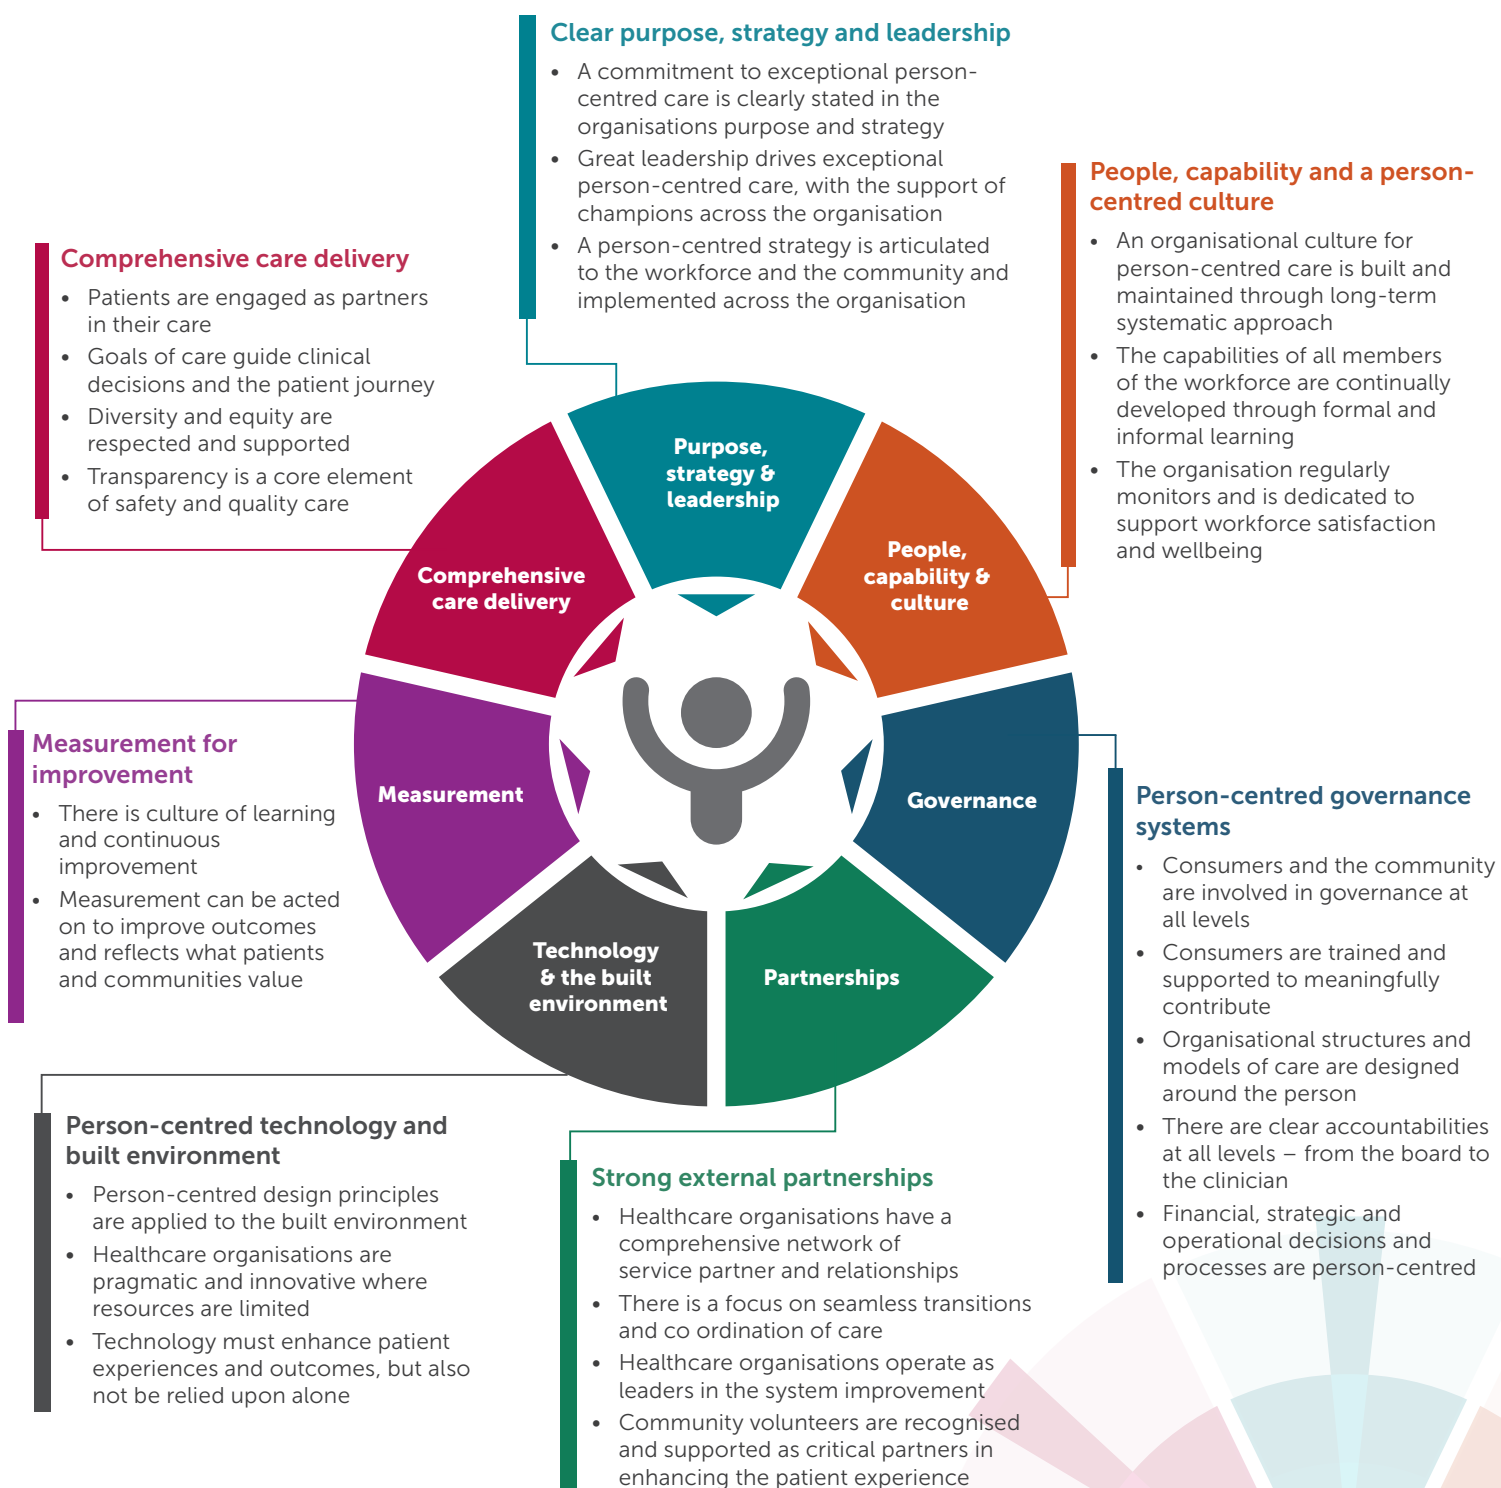 Clear purpose, strategy and leadership
• A commitment to exceptional person-
centred care is clearly stated in the
organisations purpose and strategy
• Great leadership drives exceptional
person-centred care, with the support of
champions across the organisation
• A person-centred strategy is articulated
to the workforce and the community and
implemented across the organisation
People, capability and a person-
centred culture
• An organisational culture for
person-centred care is built and
maintained through long-term
systematic approach
• The capabilities of all members
of the workforce are continually
developed through formal and
informal learning
• The organisation regularly
monitors and is dedicated to
support workforce satisfaction
and wellbeing
Comprehensive care delivery
• Patients are engaged as partners
in their care
• Goals of care guide clinical
decisions and the patient journey
• Diversity and equity are
respected and supported
• Transparency is a core element
of safety and quality care
Purpose,
strategy &
leadership
People,
capability &
culture
Comprehensive
care delivery
Measurement
Governance
Technology
& the built
environment
Partnerships
Measurement for
improvement
• There is culture of learning
and continuous
improvement
• Measurement can be acted
on to improve outcomes
and reflects what patients
and communities value
Person-centred governance
systems
• Consumers and the community
are involved in governance at
all levels
• Consumers are trained and
supported to meaningfully
contribute
• Organisational structures and
models of care are designed
around the person
• There are clear accountabilities
at all levels – from the board to
the clinician
• Financial, strategic and
operational decisions and
processes are person-centred
Person-centred technology and
built environment
• Person-centred design principles
are applied to the built environment
• Healthcare organisations are
pragmatic and innovative where
resources are limited
• Technology must enhance patient
experiences and outcomes, but also
not be relied upon alone
Strong external partnerships
• Healthcare organisations have a
comprehensive network of
service partner and relationships
• There is a focus on seamless transitions
and co ordination of care
• Healthcare organisations operate as
leaders in the system improvement
• Community volunteers are recognised
and supported as critical partners in
enhancing the patient experience